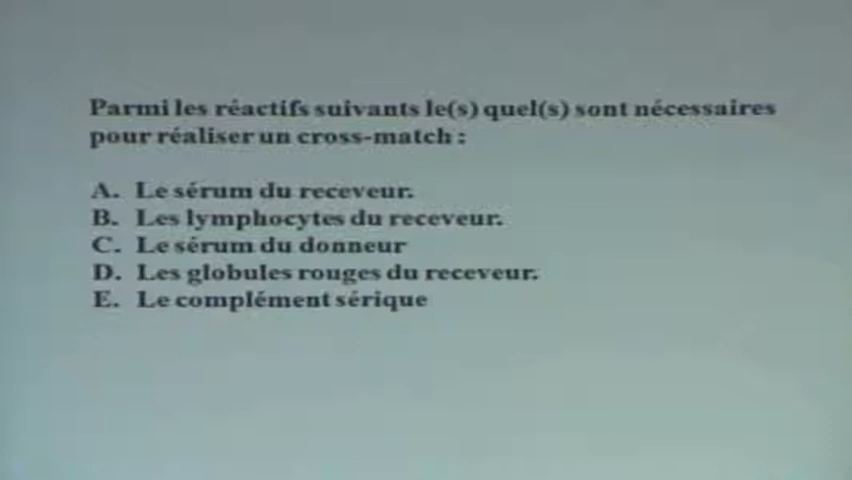 Parmi les réactifs suivants le(s) quel(s) sont nécessaires
pour réaliser un cross-match :
A. Le sérum du receveur.
B. Les lymphocytes du receveur.
C. Le sérum du donneur
D. Les globules rouges du receveur.
E. Le complément sérique